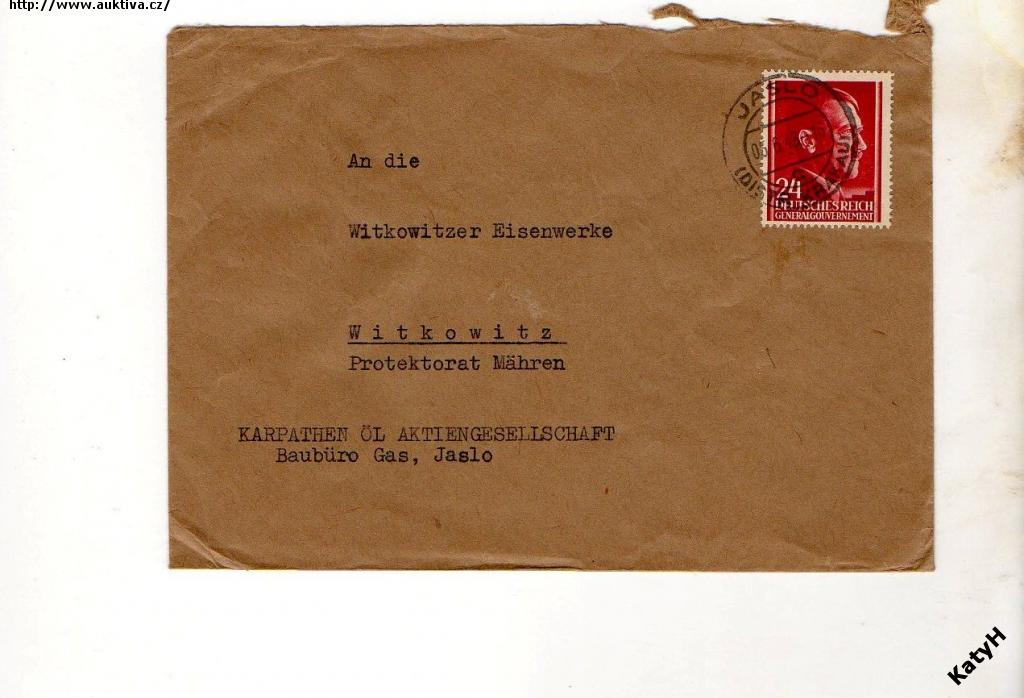 http://www.auktiva.cz/
JASLO
24
DEUTSCHES REICH
GENERALGOUVERNEMENT
An die
Witkowitzer Eisenwerke
Witkowitz
Protektorat Mähren
KARPATHEN ÖL AKTIENGESELLSCHAFT
Baubüro Gas, Jaslo
KatyH